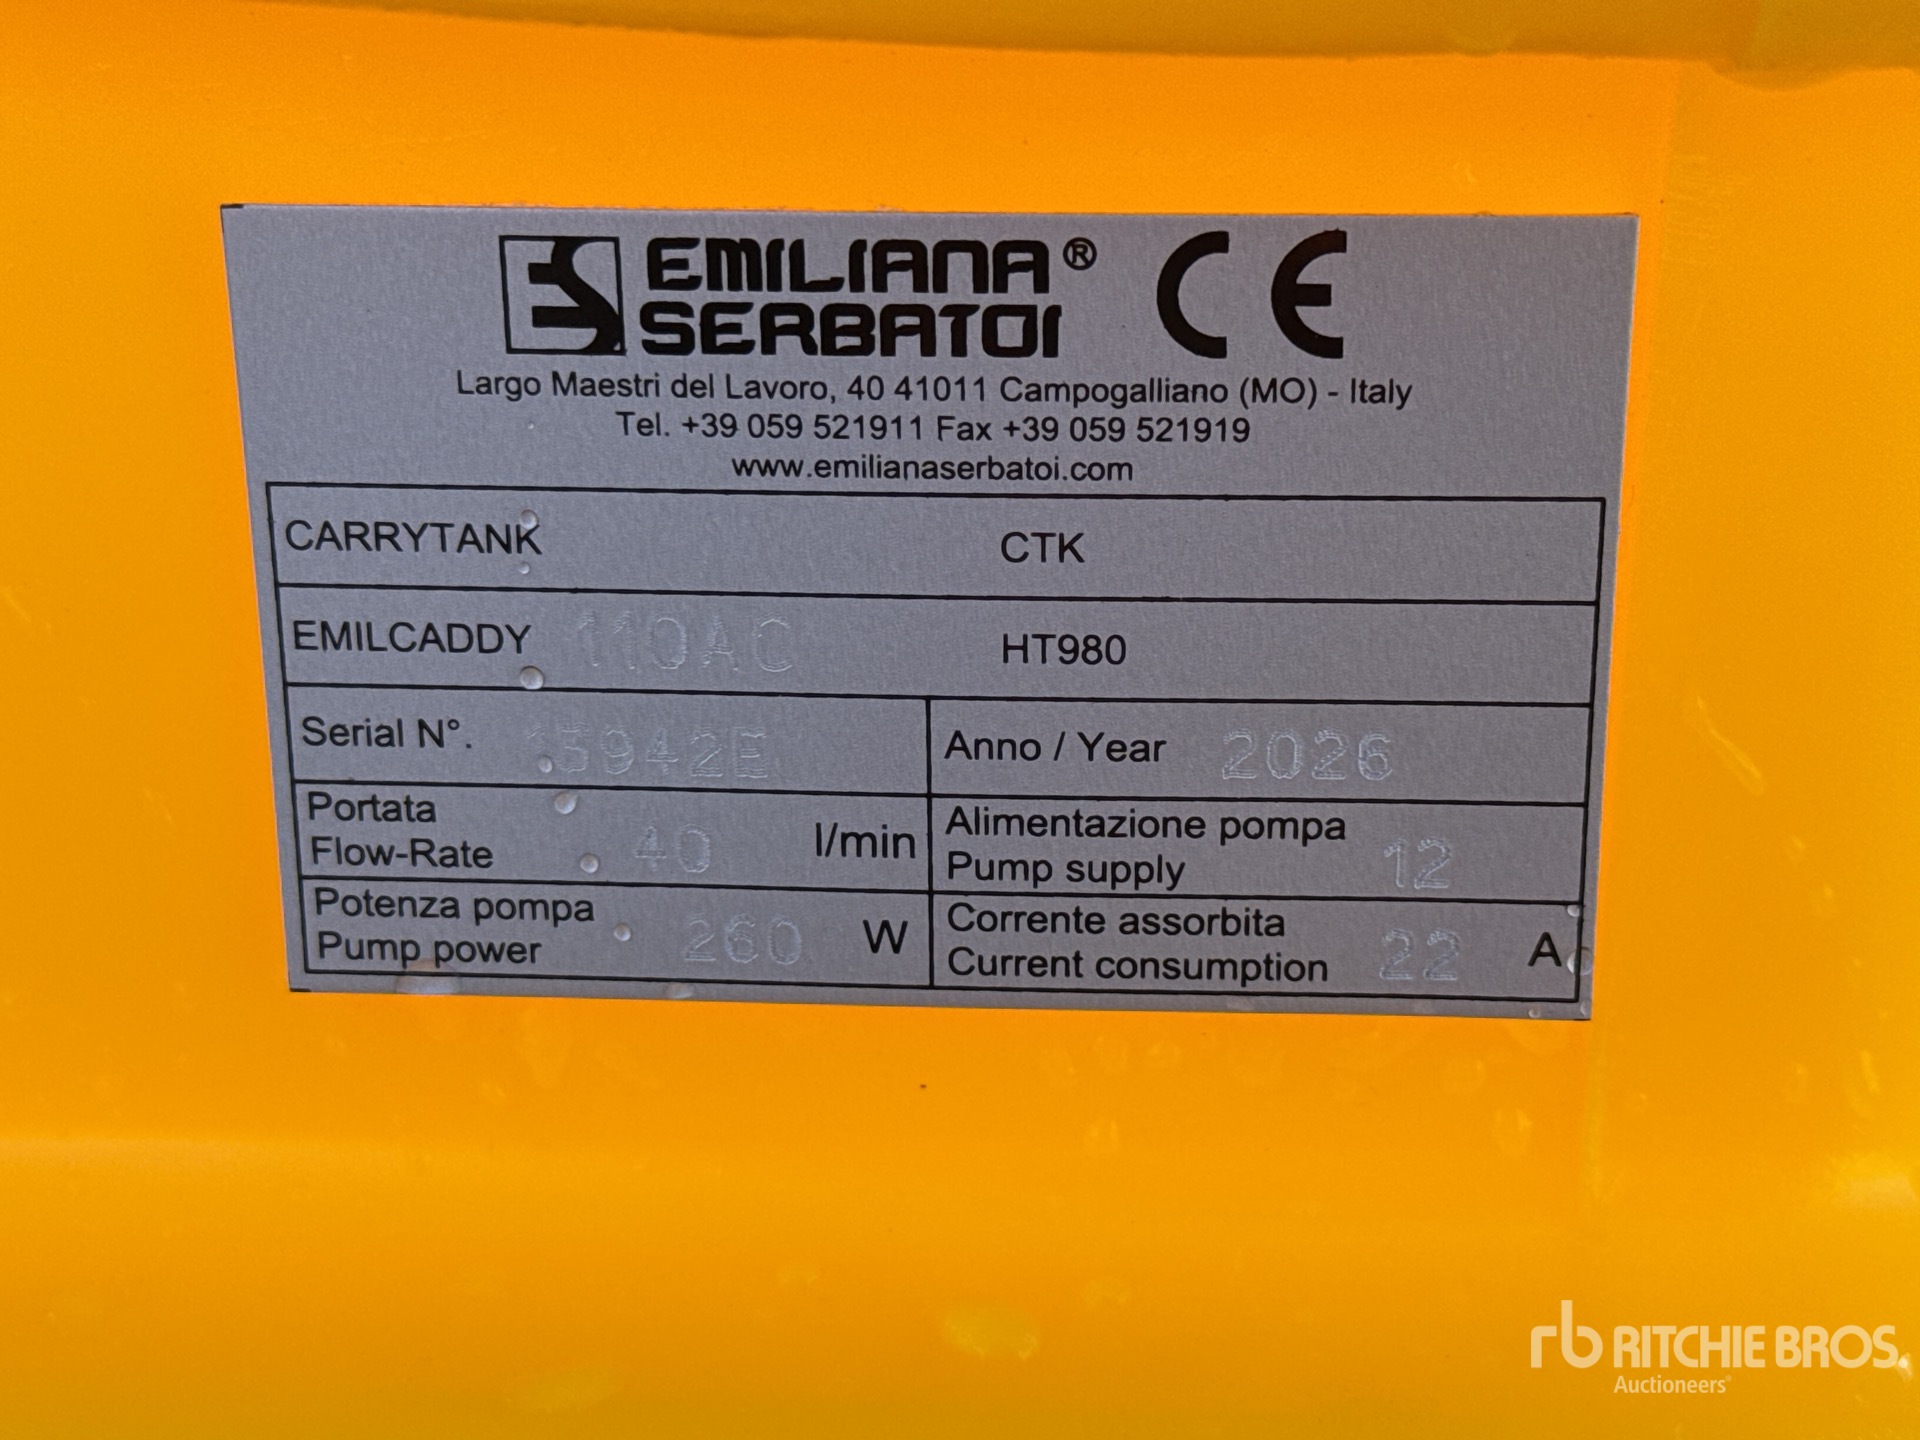 EMILIANA®
SERBATOI
CE
Largo Maestri del Lavoro, 40 41011 Campogalliano (MO) - Italy
Tel. +39 059 521911 Fax +39 059 521919
www.emilianaserbatoi.com
CARRYTANK CTK
EMILCADDY 110AC HT980
Serial N°. 15942E Anno / Year 2026
Portata
Flow-Rate 40 l/min
Alimentazione pompa
Pump supply 12
Potenza pompa
Pump power 260 W
Corrente assorbita
Current consumption 22 A
rb RITCHIE BROS.
Auctioneers